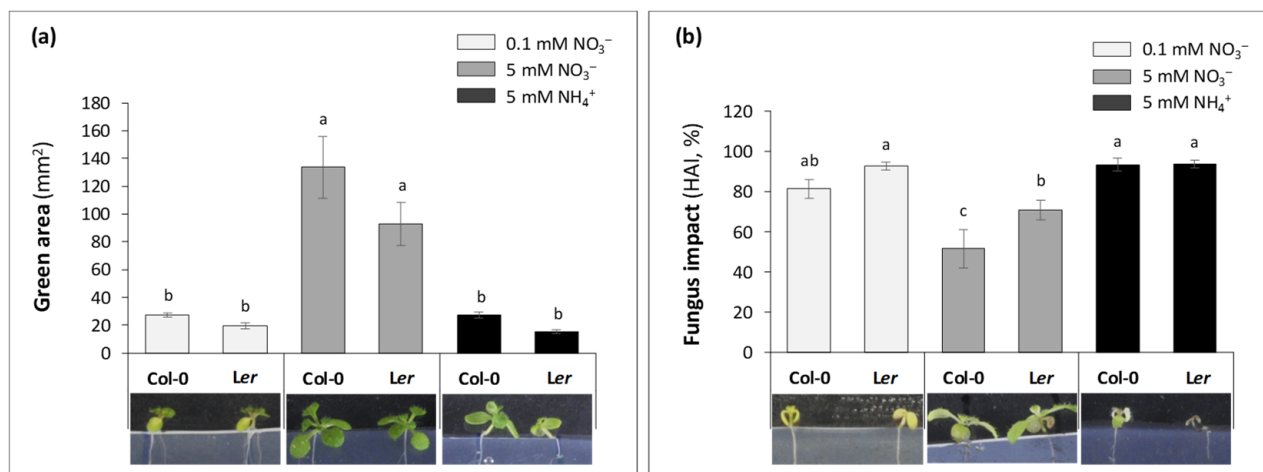 (a)
0.1 mM NO₃⁻
5 mM NO₃⁻
5 mM NH₄⁺
Green area (mm²)
180
160
140
120
100
80
60
40
20
0
b
b
a
a
b
b
Col-0
Ler
Col-0
Ler
Col-0
Ler
(b)
0.1 mM NO₃⁻
5 mM NO₃⁻
5 mM NH₄⁺
Fungus impact (HAI, %)
120
100
80
60
40
20
0
ab
a
c
b
a
a
Col-0
Ler
Col-0
Ler
Col-0
Ler